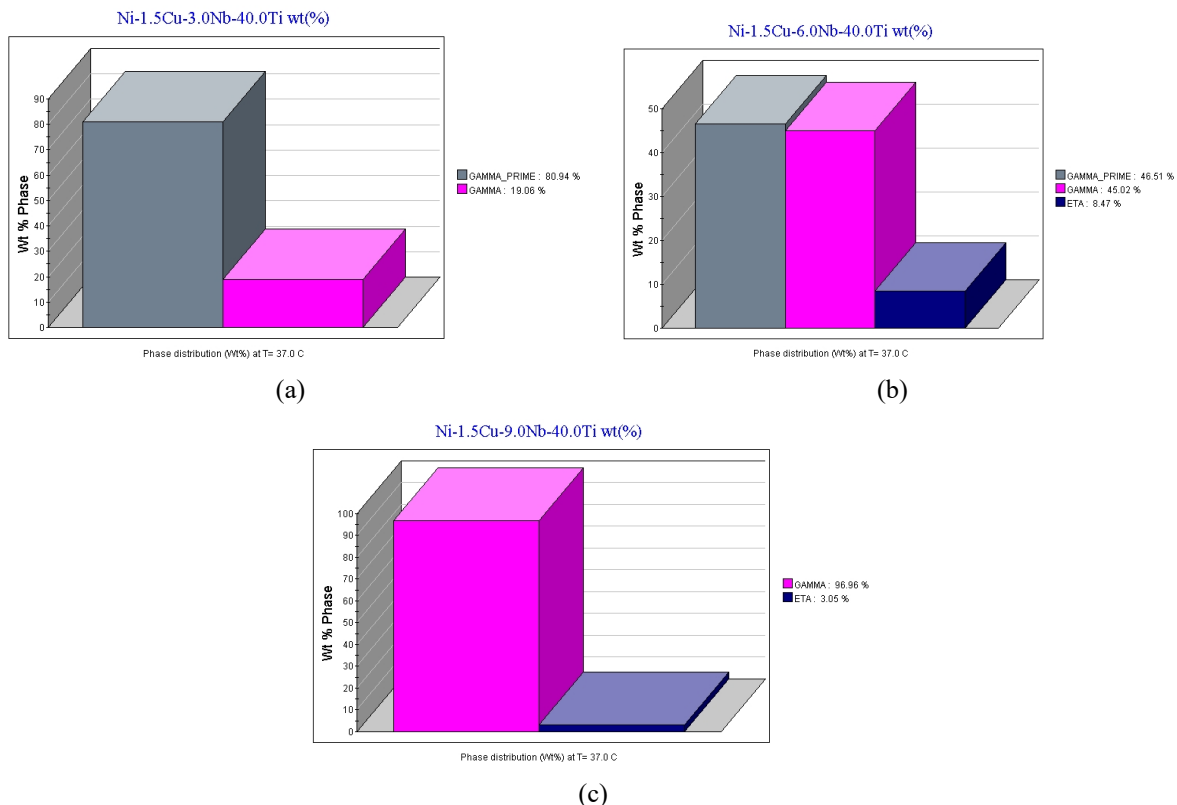 Ni-1.5Cu-3.0Nb-40.0Ti wt(%)
Wt % Phase
90
80
70
60
50
40
30
20
10
0
GAMMA_PRIME : 80.94 %
GAMMA : 19.06 %
Phase distribution (Wt%) at T= 37.0 C
(a)
Ni-1.5Cu-6.0Nb-40.0Ti wt(%)
Wt % Phase
50
40
30
20
10
0
GAMMA_PRIME : 46.51 %
GAMMA : 45.02 %
ETA : 8.47 %
Phase distribution (Wt%) at T= 37.0 C
(b)
Ni-1.5Cu-9.0Nb-40.0Ti wt(%)
Wt % Phase
100
90
80
70
60
50
40
30
20
10
0
GAMMA : 96.96 %
ETA : 3.05 %
Phase distribution (Wt%) at T= 37.0 C
(c)